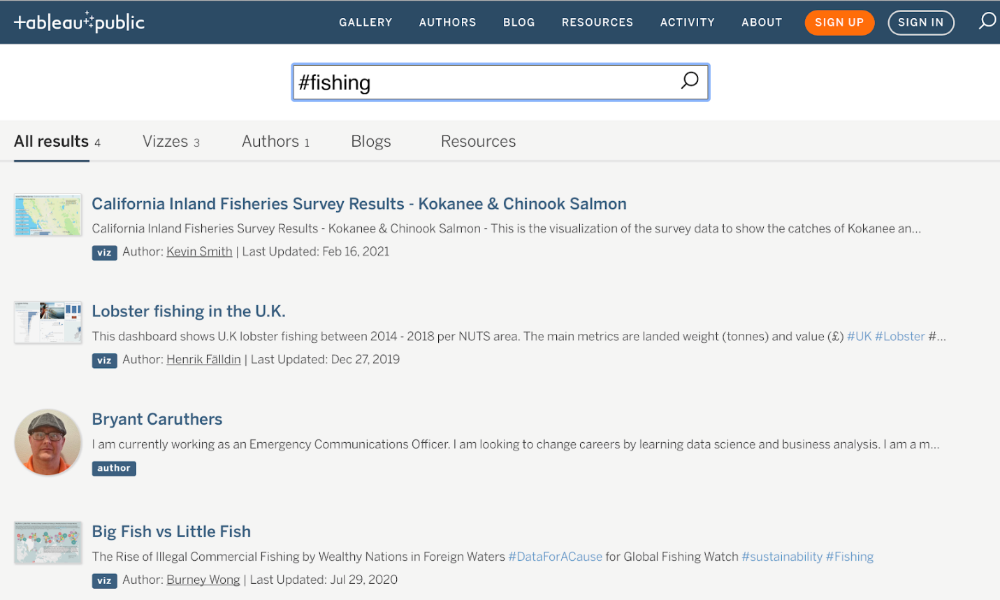 tableau public
GALLERY AUTHORS BLOG RESOURCES ACTIVITY ABOUT SIGN UP SIGN IN
#fishing
All results 4 Vizzes 3 Authors 1 Blogs Resources
California Inland Fisheries Survey Results - Kokanee & Chinook Salmon
California Inland Fisheries Survey Results - Kokanee & Chinook Salmon - This is the visualization of the survey data to show the catches of Kokanee an...
viz Author: Kevin Smith | Last Updated: Feb 16, 2021
Lobster fishing in the U.K.
This dashboard shows U.K lobster fishing between 2014 - 2018 per NUTS area. The main metrics are landed weight (tonnes) and value (£) #UK #Lobster #...
viz Author: Henrik Fälldin | Last Updated: Dec 27, 2019
Bryant Caruthers
I am currently working as an Emergency Communications Officer. I am looking to change careers by learning data science and business analysis. I am a m...
author
Big Fish vs Little Fish
The Rise of Illegal Commercial Fishing by Wealthy Nations in Foreign Waters #DataForACause for Global Fishing Watch #sustainability #Fishing
viz Author: Burney Wong | Last Updated: Jul 29, 2020